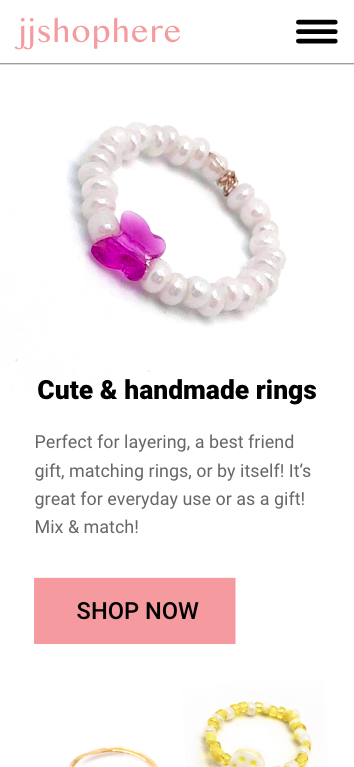 jjshophere
Cute & handmade rings
Perfect for layering, a best friend
gift, matching rings, or by itself! It’s
great for everyday use or as a gift!
Mix & match!
SHOP NOW